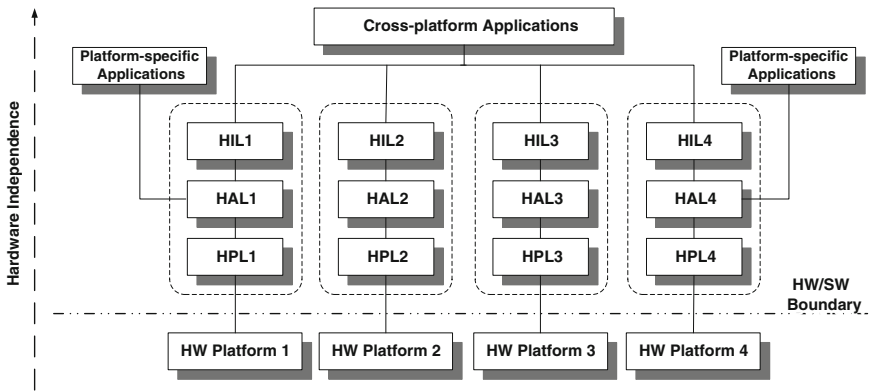 Cross-platform Applications
Platform-specific
Applications
Platform-specific
Applications
HIL1
HIL2
HIL3
HIL4
HAL1
HAL2
HAL3
HAL4
HPL1
HPL2
HPL3
HPL4
Hardware Independence
HW/SW
Boundary
HW Platform 1
HW Platform 2
HW Platform 3
HW Platform 4